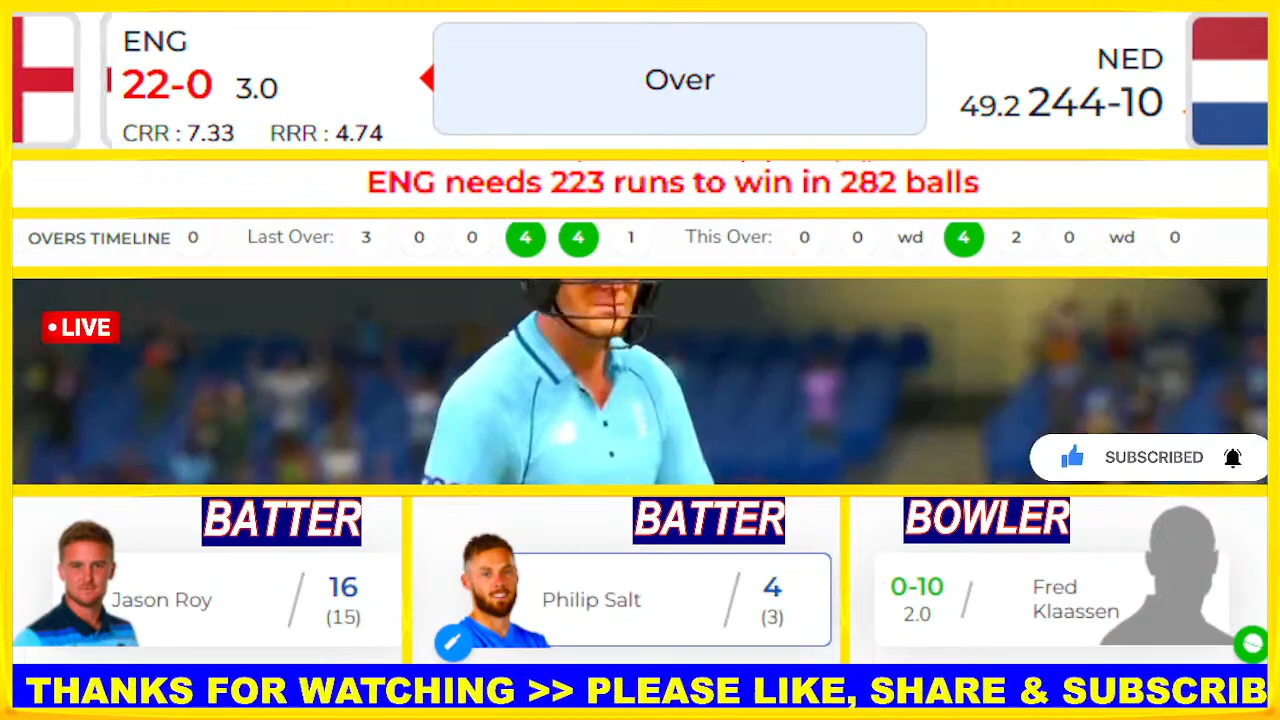 ENG
22-0 3.0
CRR : 7.33 RRR : 4.74
Over
NED
49.2 244-10
ENG needs 223 runs to win in 282 balls
OVERS TIMELINE 0 Last Over: 3 0 0 4 4 1 This Over: 0 0 wd 4 2 0 wd 0
• LIVE
SUBSCRIBED
BATTER
Jason Roy / 16
(15)
BATTER
Philip Salt / 4
(3)
BOWLER
0-10 / Fred
2.0 Klaassen
THANKS FOR WATCHING >> PLEASE LIKE, SHARE & SUBSCRIB